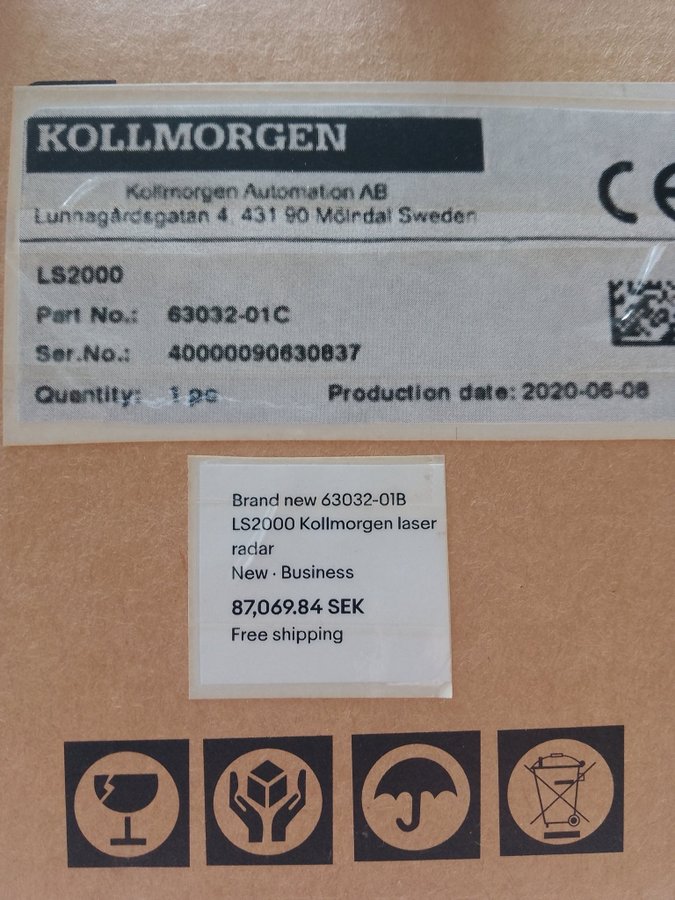 KOLLMORGEN
Kollmorgen Automation AB
Lunnagårdsgatan 4, 431 90 Mölndal Sweden
CE
LS2000
Part No.: 63032-01C
Ser.No.: 40000090630837
Quantity: 1 pc
Production date: 2020-06-08
Brand new 63032-01B
LS2000 Kollmorgen laser
radar
New · Business
87,069.84 SEK
Free shipping